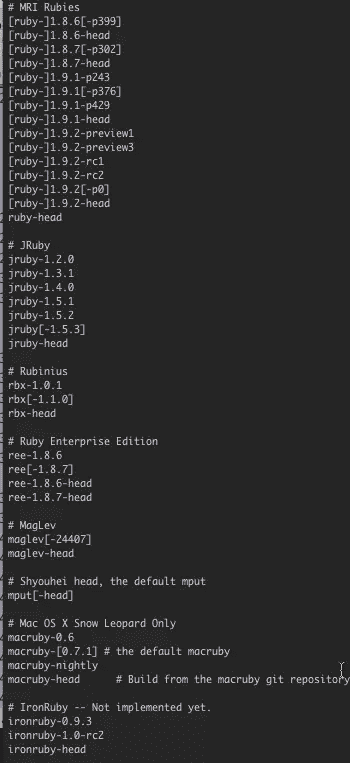 # MRI Rubies
[ruby-]1.8.6[-p399]
[ruby-]1.8.6-head
[ruby-]1.8.7[-p302]
[ruby-]1.8.7-head
[ruby-]1.9.1-p243
[ruby-]1.9.1[-p376]
[ruby-]1.9.1-p429
[ruby-]1.9.1-head
[ruby-]1.9.2-preview1
[ruby-]1.9.2-preview3
[ruby-]1.9.2-rc1
[ruby-]1.9.2-rc2
[ruby-]1.9.2[-p0]
[ruby-]1.9.2-head
ruby-head
# JRuby
jruby-1.2.0
jruby-1.3.1
jruby-1.4.0
jruby-1.5.1
jruby-1.5.2
jruby[-1.5.3]
jruby-head
# Rubinius
rbx-1.0.1
rbx[-1.1.0]
rbx-head
# Ruby Enterprise Edition
ree-1.8.6
ree[-1.8.7]
ree-1.8.6-head
ree-1.8.7-head
# MagLev
maglev[-24407]
maglev-head
# Shyouhei head, the default mput
mput[-head]
# Mac OS X Snow Leopard Only
macruby-0.6
macruby-[0.7.1] # the default macruby
macruby-nightly
macruby-head # Build from the macruby git repository
# IronRuby -- Not implemented yet.
ironruby-0.9.3
ironruby-1.0-rc2
ironruby-head